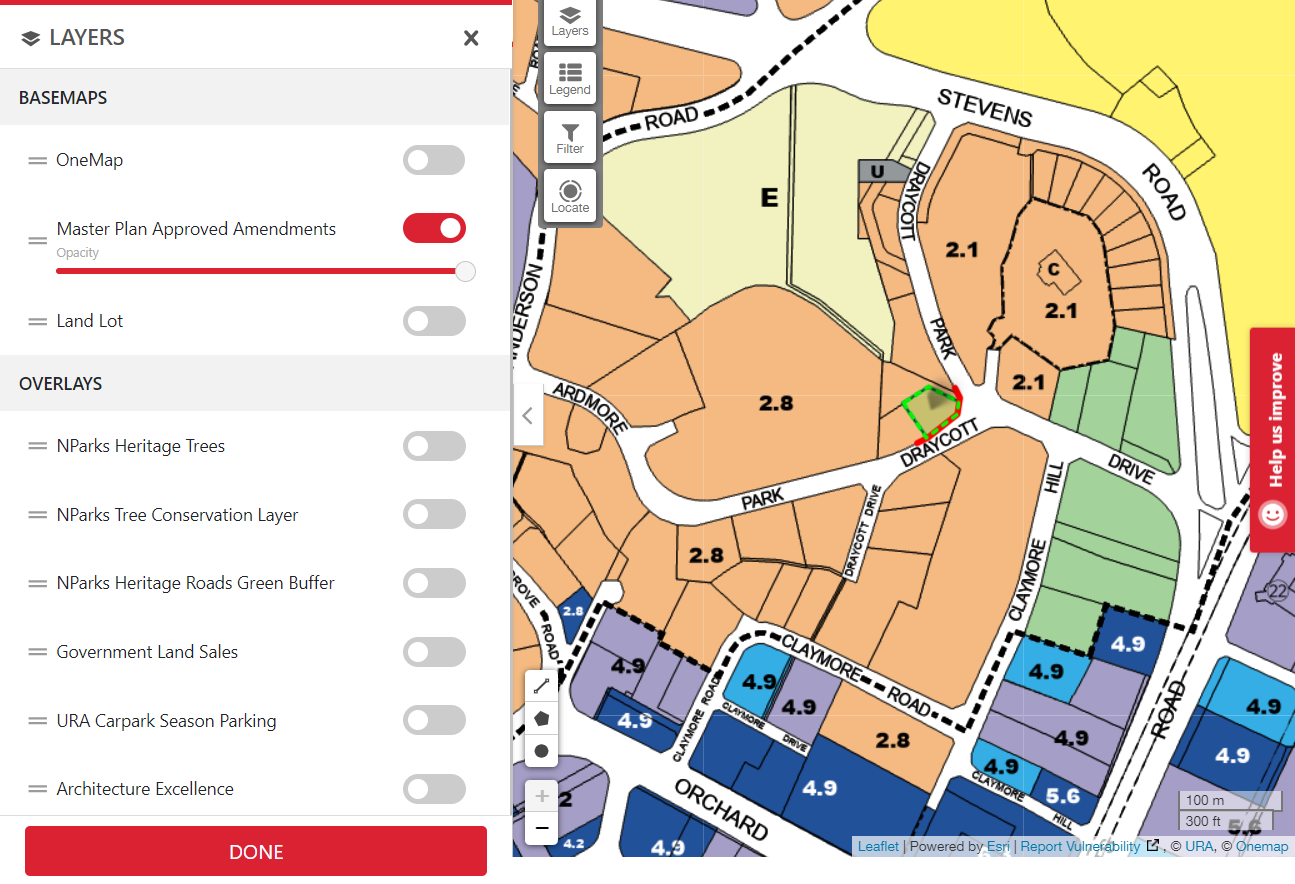 LAYERS
BASEMAPS
OneMap
Master Plan Approved Amendments
Opacity
Land Lot
OVERLAYS
NParks Heritage Trees
NParks Tree Conservation Layer
NParks Heritage Roads Green Buffer
Government Land Sales
URA Carpark Season Parking
Architecture Excellence
DONE
Layers
Legend
Filter
Locate
ROAD
STEVENS
ROAD
E
U
DRAYCOTT
PARK
2.1
C
2.1
2.1
NDERSON
ARDMORE
2.8
DRAYCOTT
PARK
DRAYCOTT DRIVE
HILL
CLAYMORE
DRIVE
Help us improve
2.8
ROVE
ROAD
2.8
22
4.9
4.9
CLAYMORE ROAD
4.9
4.9
CLAYMORE
ROAD
CLAYMORE
DRIVE
2.8
4.9
4.9
4.9
4.9
4.9
CLAYMORE
HILL
5.6
ROAD
4.9
4.9
ORCHARD
2
4.2
4.9
100 m
300 ft
5.6
Leaflet | Powered by Esri | Report Vulnerability , © URA, © Onemap